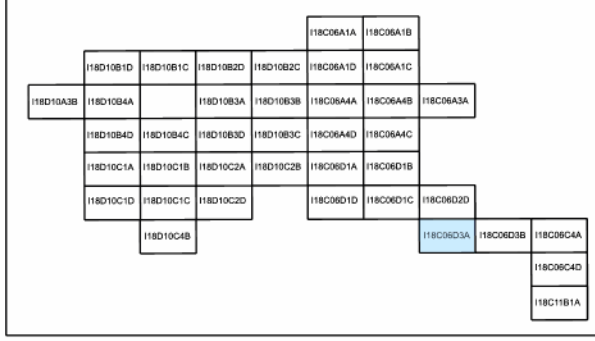 I18C06A1A I18C06A1B
I18D10B1D I18D10B1C I18D10B2D I18D10B2C I18C06A1D I18C06A1C
I18D10A3B I18D10B4A I18D10B3A I18D10B3B I18C06A4A I18C06A4B I18C06A3A
I18D10B4D I18D10B4C I18D10B3D I18D10B3C I18C06A4D I18C06A4C
I18D10C1A I18D10C1B I18D10C2A I18D10C2B I18C06D1A I18C06D1B
I18D10C1D I18D10C1C I18D10C2D I18C06D1D I18C06D1C I18C06D2D
I18D10C4B I18C06D3A I18C06D3B I18C06C4A
I18C06C4D
I18C11B1A